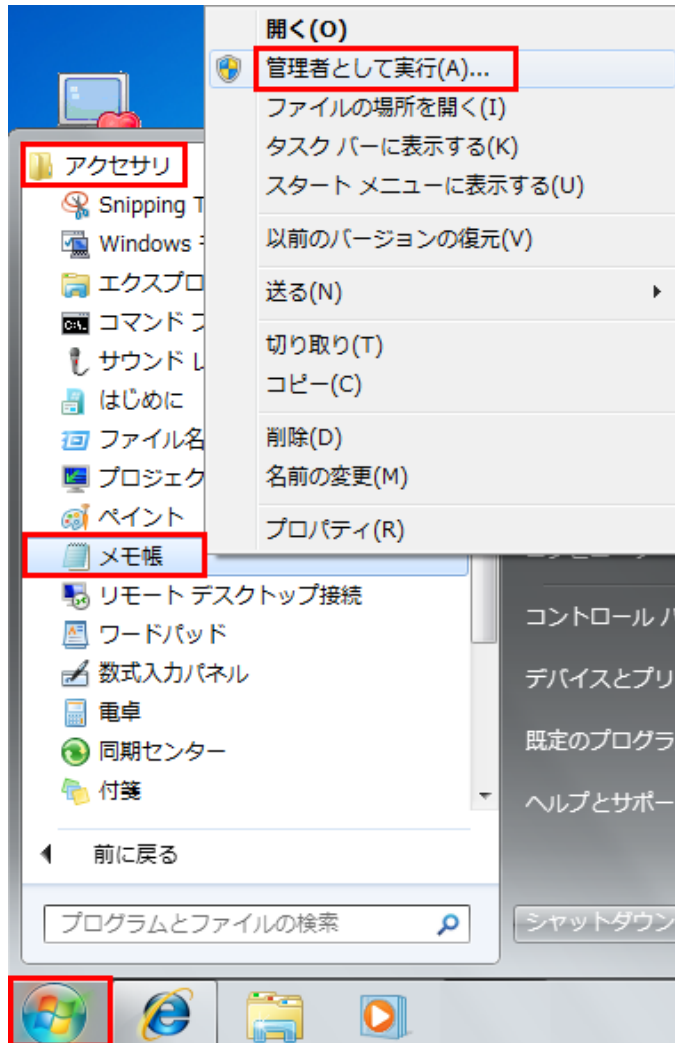 開く(O)
管理者として実行(A)...
ファイルの場所を開く(I)
タスク バーに表示する(K)
スタート メニューに表示する(U)
以前のバージョンの復元(V)
送る(N)
切り取り(T)
コピー(C)
削除(D)
名前の変更(M)
プロパティ(R)
アクセサリ
Snipping T
Windows
エクスプロ
コマンド プ
サウンド レ
はじめに
ファイル名
プロジェク
ペイント
メモ帳
リモート デスクトップ接続
ワードパッド
数式入力パネル
電卓
同期センター
付箋
前に戻る
プログラムとファイルの検索
コントロール パ
デバイスとプリ
既定のプログラ
ヘルプとサポー
シャットダウン